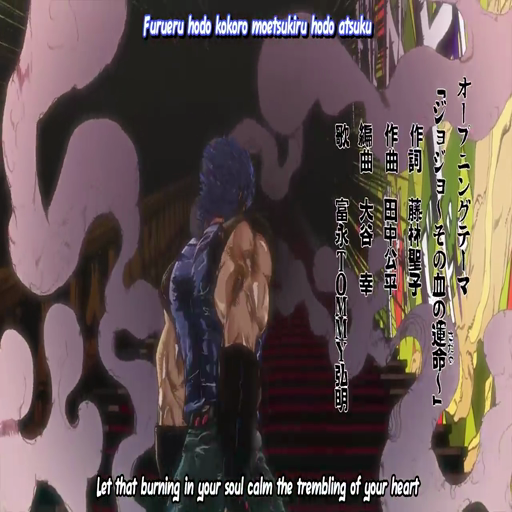 Furueru hodo kokoro moetsukiru hodo atsuku
オープニングテーマ
「ジョジョ～その血の運命～」
さだめ
作詞 藤林聖子
作曲 田中公平
編曲 大谷 幸
歌 富永TOMMY弘明
Let that burning in your soul calm the trembling of your heart